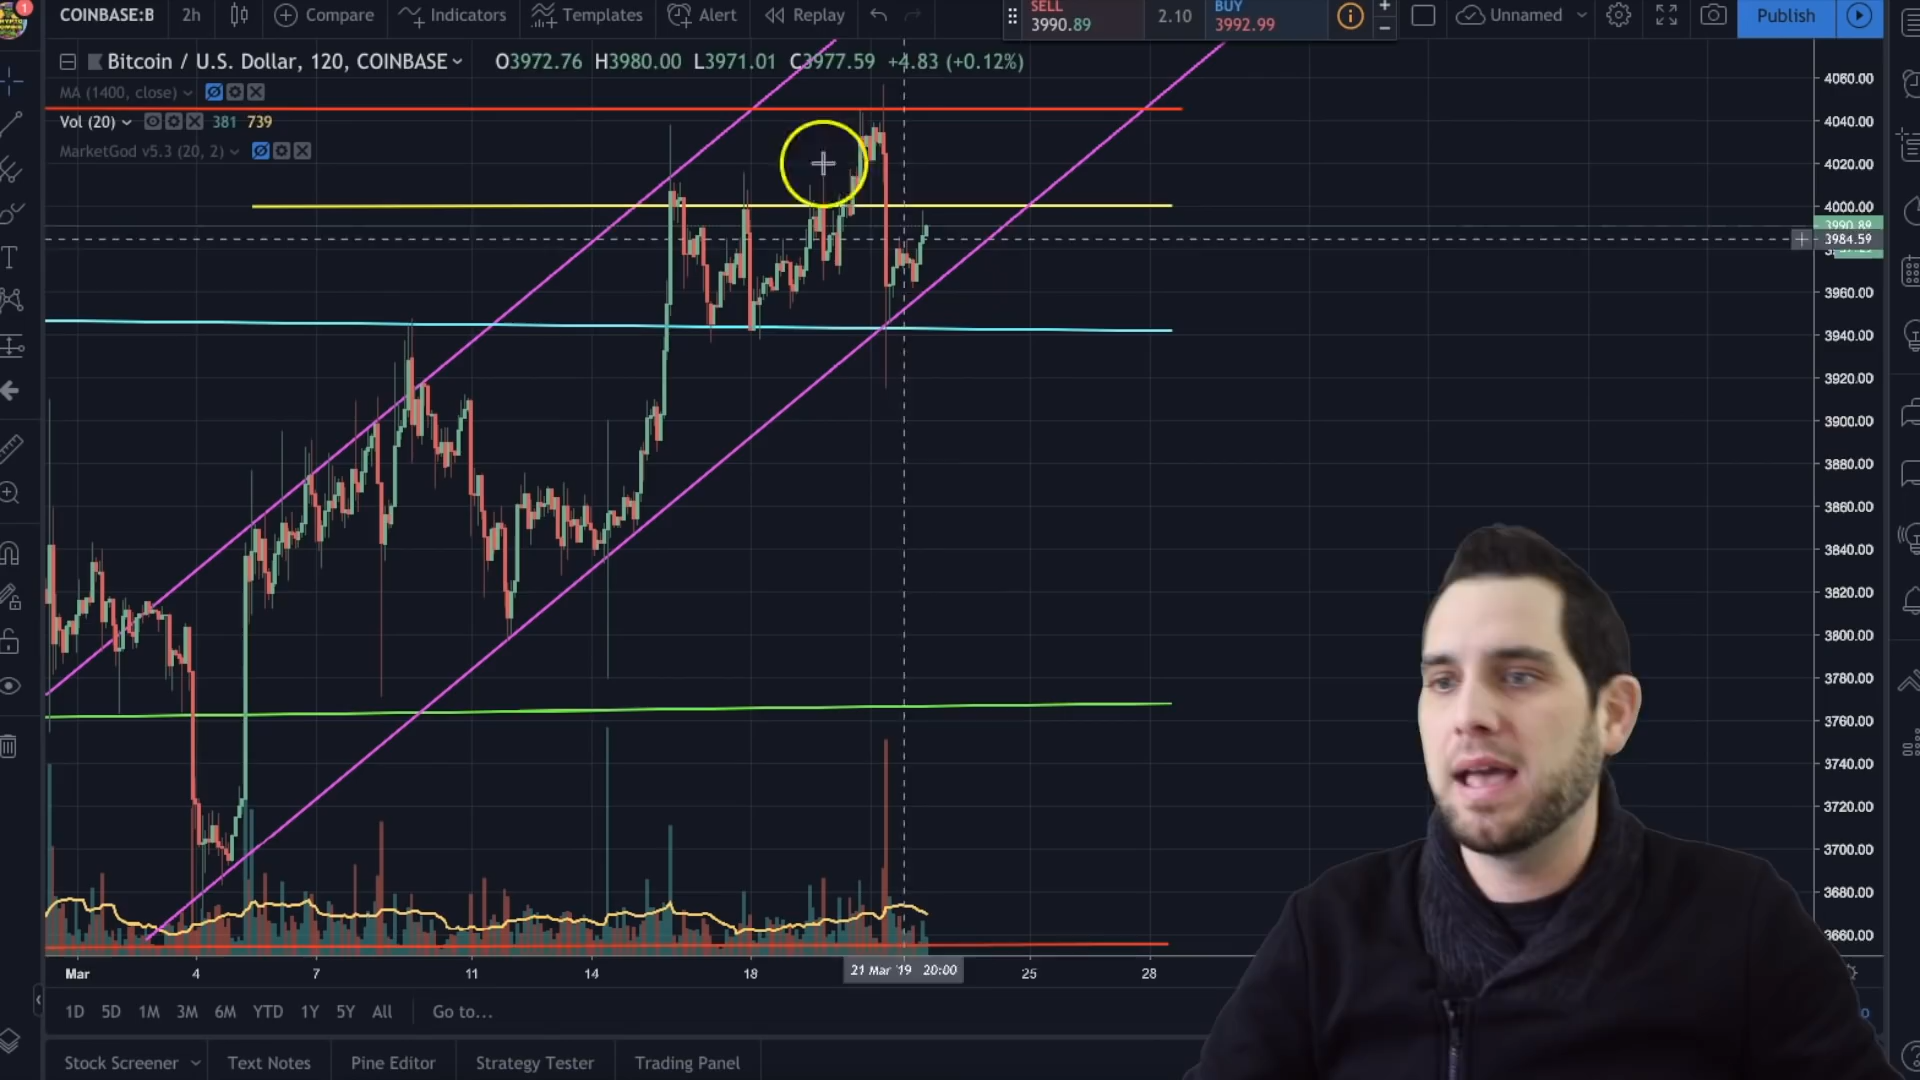 1
COINBASE:B 2h Compare Indicators Templates Alert Replay SELL 3990.89 2.10 BUY 3992.99 Unnamed Publish
Bitcoin / U.S. Dollar, 120, COINBASE O3972.76 H3980.00 L3971.01 C3977.59 +4.83 (+0.12%)
MA (1400, close)
Vol (20) 381 739
MarketGod v5.3 (20, 2)
4060.00
4040.00
4020.00
4000.00
3990.89
3984.59
3960.00
3940.00
3920.00
3900.00
3880.00
3860.00
3840.00
3820.00
3800.00
3780.00
3760.00
3740.00
3720.00
3700.00
3680.00
3660.00
Mar 4 7 11 14 18 21 Mar '19 20:00 25 28
1D 5D 1M 3M 6M YTD 1Y 5Y All Go to...
Stock Screener Text Notes Pine Editor Strategy Tester Trading Panel